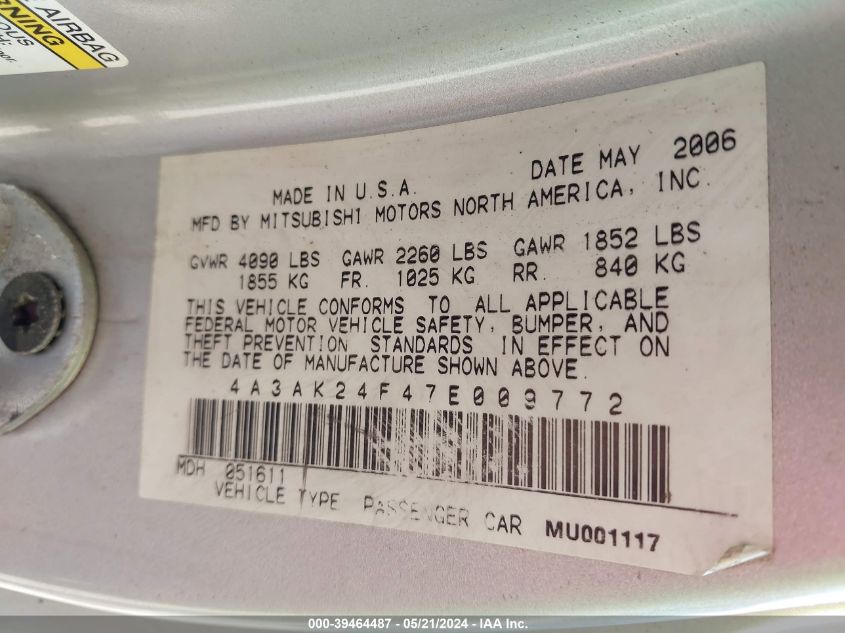 AIRBAG
WARNING
MADE IN U.S.A. DATE MAY 2006
MFD BY MITSUBISHI MOTORS NORTH AMERICA, INC.
GVWR 4090 LBS GAWR 2260 LBS GAWR 1852 LBS
1855 KG FR. 1025 KG RR. 840 KG
THIS VEHICLE CONFORMS TO ALL APPLICABLE
FEDERAL MOTOR VEHICLE SAFETY, BUMPER, AND
THEFT PREVENTION STANDARDS IN EFFECT ON
THE DATE OF MANUFACTURE SHOWN ABOVE.
4A3AK24F47E009772
MDH 051611
VEHICLE TYPE PASSENGER CAR MU001117
000-39464487 - 05/21/2024 - IAA Inc.